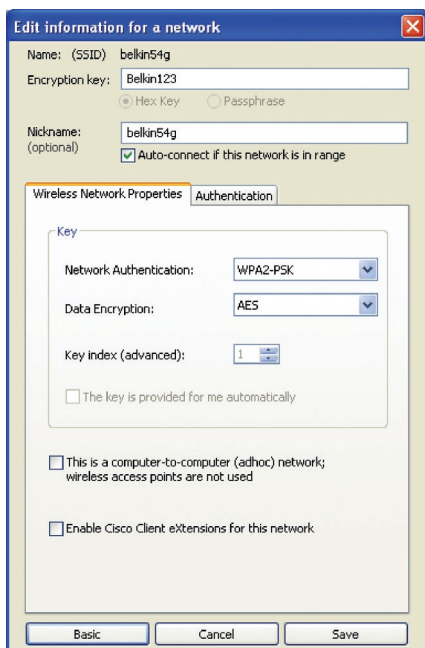 Edit information for a network
Name: (SSID) belkin54g
Encryption key: Belkin123
Hex Key Passphrase
Nickname: belkin54g
(optional)
Auto-connect if this network is in range
Wireless Network Properties Authentication
Key
Network Authentication: WPA2-PSK
Data Encryption: AES
Key index (advanced): 1
The key is provided for me automatically
This is a computer-to-computer (adhoc) network;
wireless access points are not used
Enable Cisco Client eXtensions for this network
Basic Cancel Save